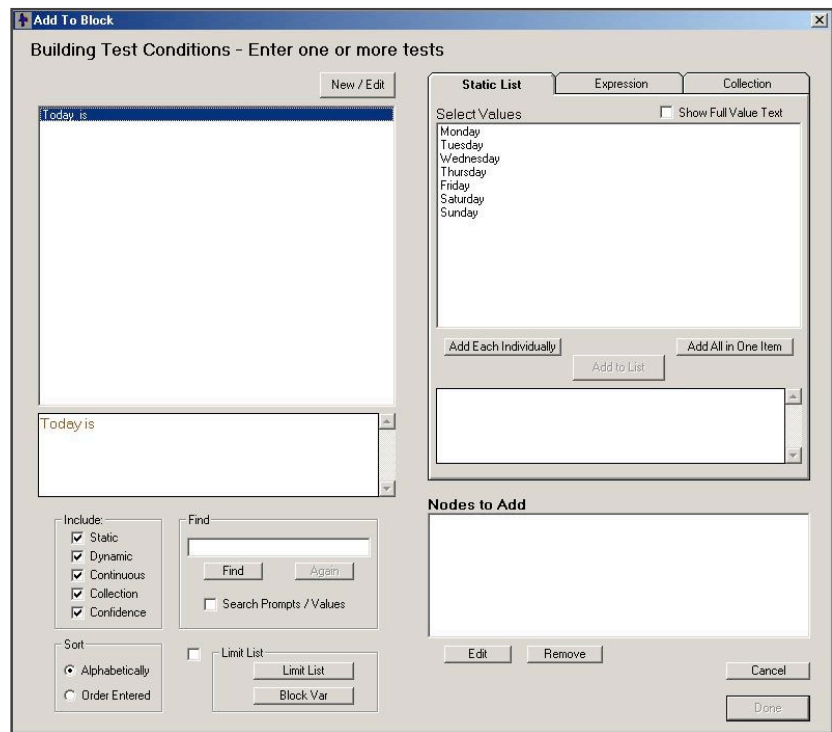 Add To Block
Building Test Conditions - Enter one or more tests
New / Edit
Today is
Today is
Include:
Static
Dynamic
Continuous
Collection
Confidence
Find
Find
Again
Search Prompts / Values
Sort
Alphabetically
Order Entered
Limit List
Limit List
Block Var
Static List
Expression
Collection
Select Values
Show Full Value Text
Monday
Tuesday
Wednesday
Thursday
Friday
Saturday
Sunday
Add Each Individually
Add All in One Item
Add to List
Nodes to Add
Edit
Remove
Cancel
Done